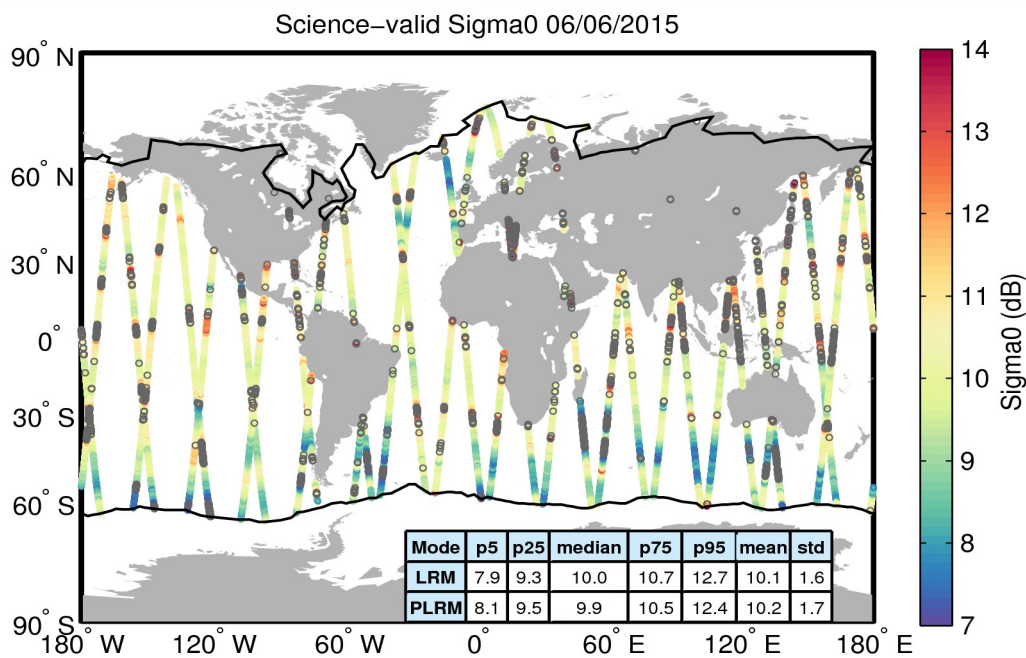 Science−valid Sigma0 06/06/2015
90° N
60° N
30° N
0°
30° S
60° S
90° S
180° W
120° W
60° W
0°
60° E
120° E
180° E
Mode p5 p25 median p75 p95 mean std
LRM 7.9 9.3 10.0 10.7 12.7 10.1 1.6
PLRM 8.1 9.5 9.9 10.5 12.4 10.2 1.7
14
13
12
11
10
9
8
7
Sigma0 (dB)